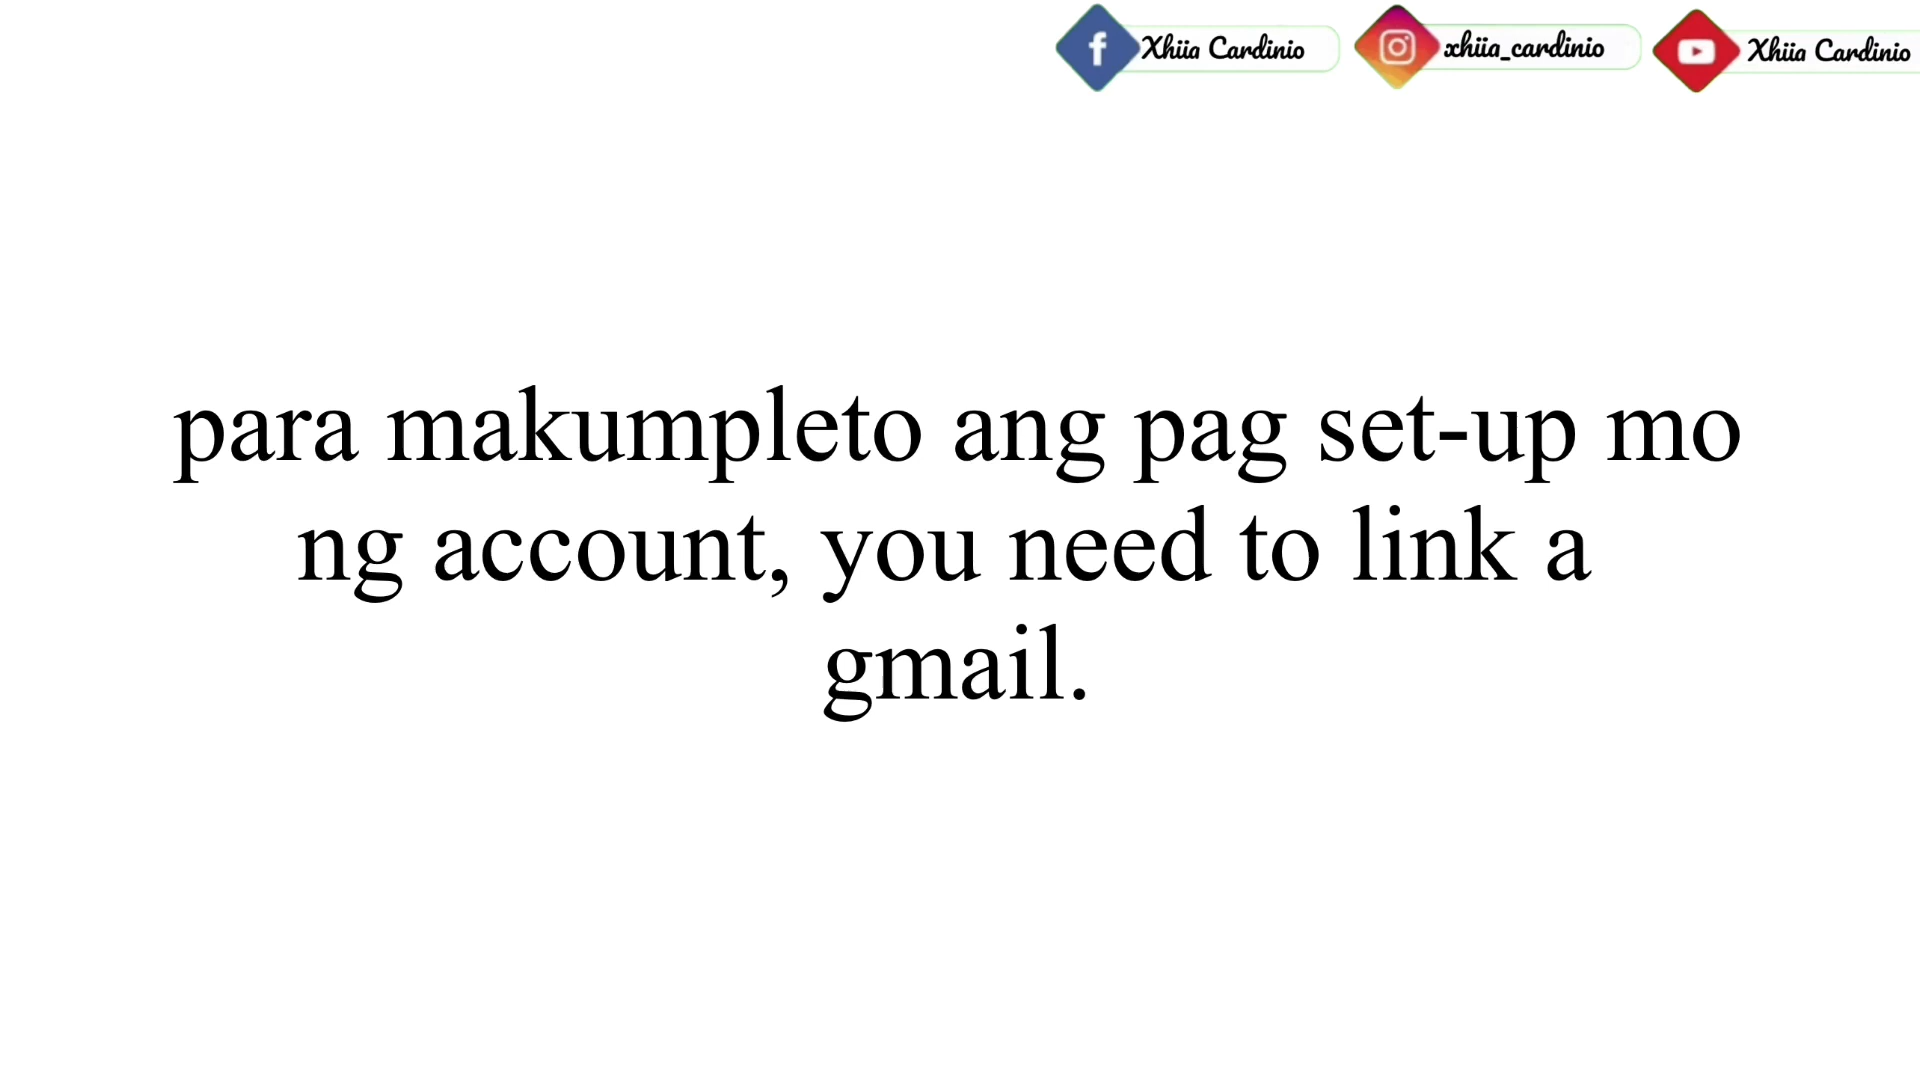 Xhiia Cardinio xhiia_cardinio Xhiia Cardinio
para makumpleto ang pag set-up mo
ng account, you need to link a
gmail.